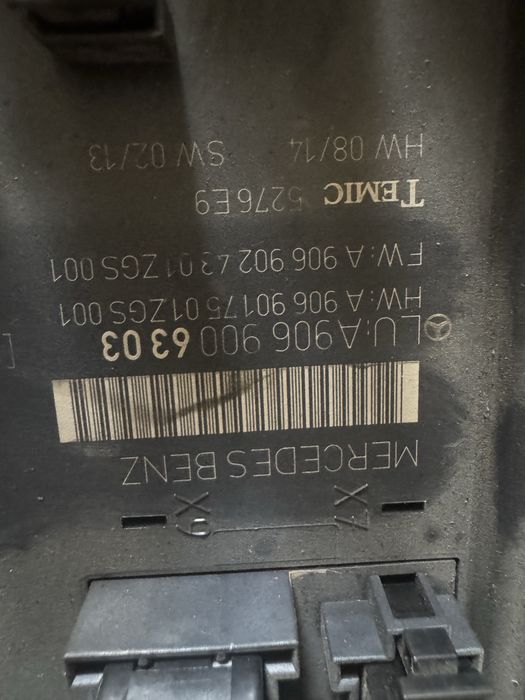 X7 X9
MERCEDES BENZ
LU: A 906 900 63 03
HW: A 906 901 75 01 ZGS 001
FW: A 906 902 43 01 ZGS 001
TEMIC 5276E9
HW 08/14 SW 02/13